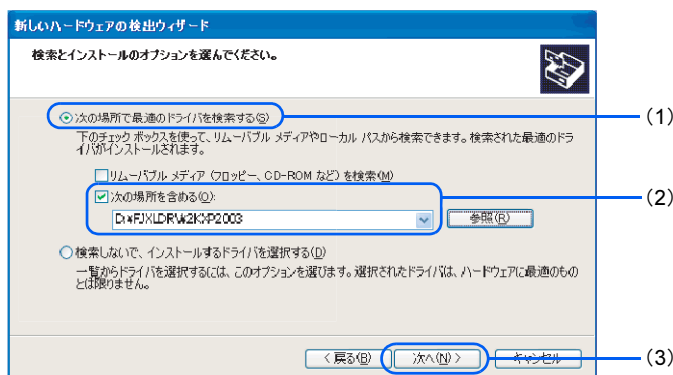 新しいハードウェアの検出ウィザード
検索とインストールのオプションを選んでください。
次の場所で最適のドライバを検索する(S)
(1)
下のチェック ボックスを使って、リムーバブル メディアやローカル パスから検索できます。検索された最適のドラ
イバがインストールされます。
リムーバブル メディア (フロッピー、CD-ROM など) を検索(M)
次の場所を含める(O):
(2)
D:¥FJXLDRV¥2KXP2003
参照(R)
検索しないで、インストールするドライバを選択する(D)
一覧からドライバを選択するには、このオプションを選びます。選択されたドライバは、ハードウェアに最適のもの
とは限りません。
< 戻る(B) 次へ(N) > キャンセル
(3)